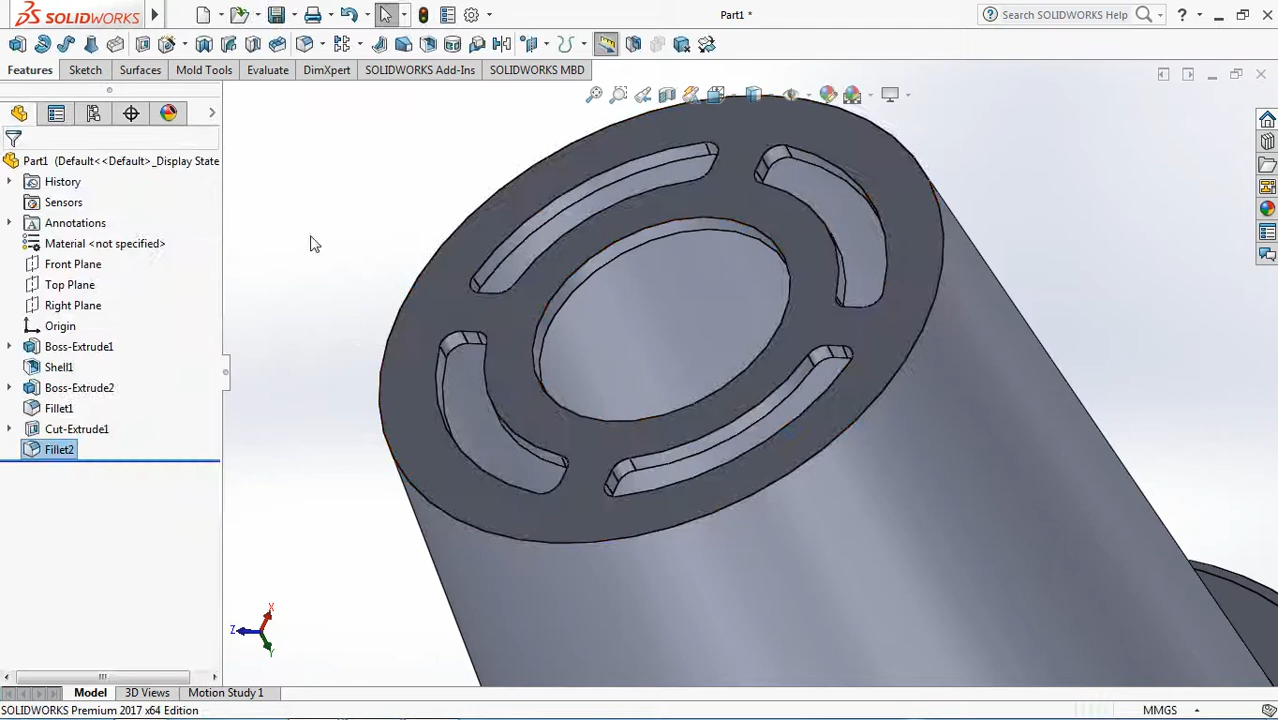 SOLIDWORKS
Part1 *
Search SOLIDWORKS Help
?
Features
Sketch
Surfaces
Mold Tools
Evaluate
DimXpert
SOLIDWORKS Add-Ins
SOLIDWORKS MBD
Part1 (Default<<Default>_Display State
History
Sensors
Annotations
Material <not specified>
Front Plane
Top Plane
Right Plane
Origin
Boss-Extrude1
Shell1
Boss-Extrude2
Fillet1
Cut-Extrude1
Fillet2
X
Z
Y
Model
3D Views
Motion Study 1
SOLIDWORKS Premium 2017 x64 Edition
MMGS